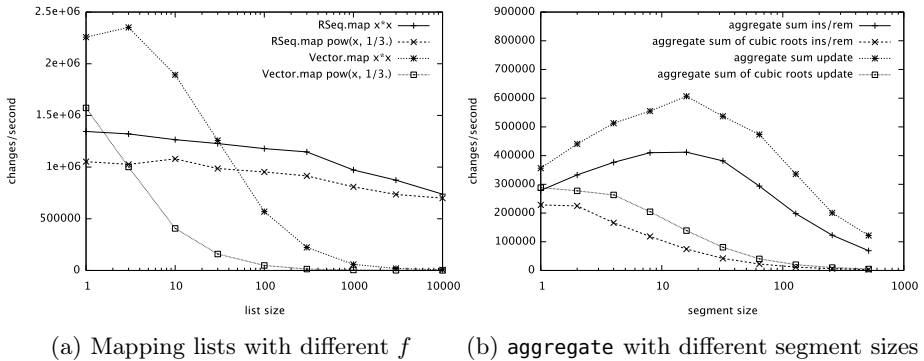 changes/second
2.5e+06
2e+06
1.5e+06
1e+06
500000
0
1
10
100
1000
10000
list size
RSeq.map x*x
RSeq.map pow(x, 1/3.)
Vector.map x*x
Vector.map pow(x, 1/3.)
changes/second
900000
800000
700000
600000
500000
400000
300000
200000
100000
0
1
10
100
1000
segment size
aggregate sum ins/rem
aggregate sum of cubic roots ins/rem
aggregate sum update
aggregate sum of cubic roots update
(a) Mapping lists with different f
(b) aggregate with different segment sizes